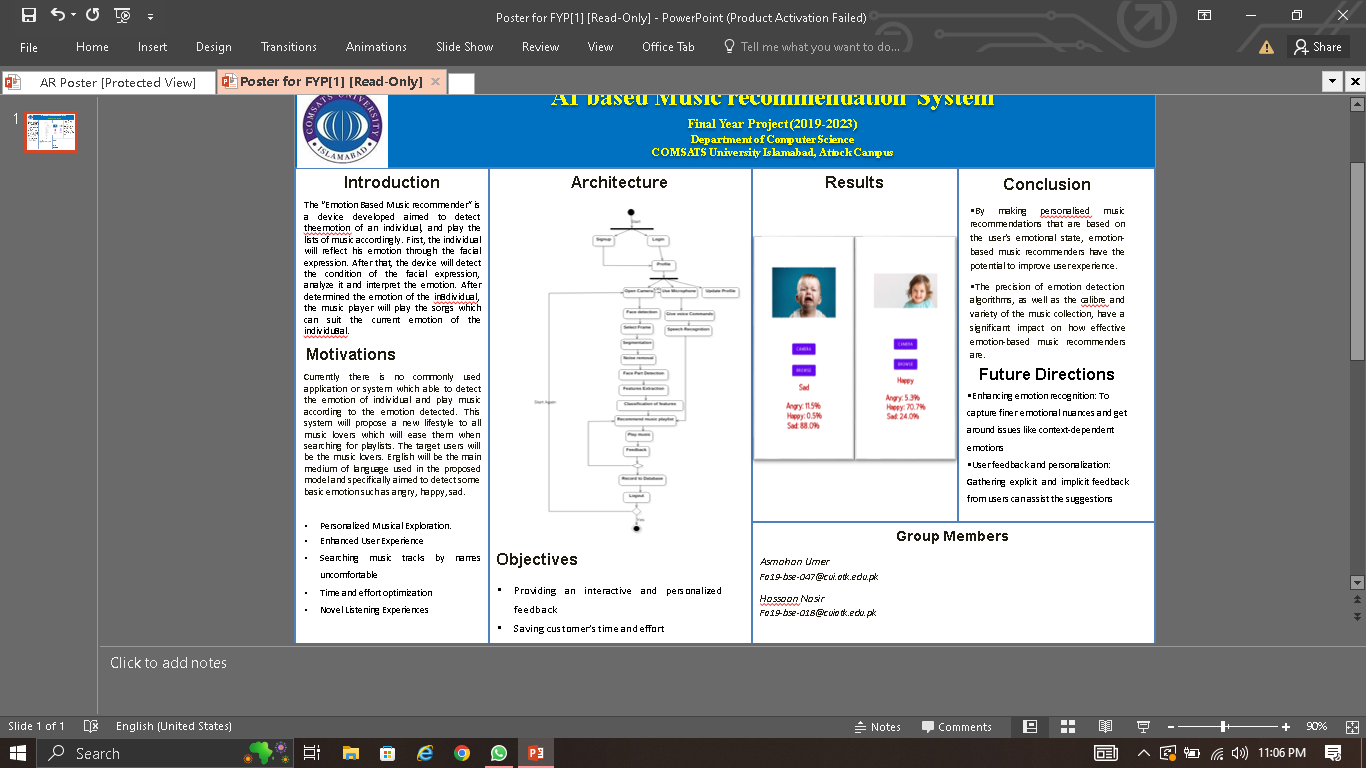 Poster for FYP[1] [Read-Only] - PowerPoint (Product Activation Failed)
File
Home
Insert
Design
Transitions
Animations
Slide Show
Review
View
Office Tab
Tell me what you want to do...
Share
AR Poster [Protected View]
Poster for FYP[1] [Read-Only]
1
COMSATS UNIVERSITY
ISLAMABAD
AI based Music recommendation System
Final Year Project (2019-2023)
Department of Computer Science
COMSATS University Islamabad, Attock Campus
Introduction
The "Emotion Based Music recommender" is
a device developed aimed to detect
theemotion of an individual, and play the
lists of music accordingly. First, the individual
will reflect his emotion through the facial
expression. After that, the device will detect
the condition of the facial expression,
analyze it and interpret the emotion. After
determined the emotion of the
the music player will play the songs which
can suit the current emotion of the
Motivations
Currently there is no commonly used
application or system which able to detect
the emotion of individual and play music
according to the emotion detected. This
system will propose a new lifestyle to all
music lovers which will ease them when
searching for playlists. The target users will
be the music lovers. English will be the main
medium of language used in the proposed
model and specifically aimed to detect some
basic emotion such as angry, happy, sad.
• Personalized Musical Exploration.
• Enhanced User Experience
• Searching music tracks by names
uncomfortable
• Time and effort optimization
• Novel Listening Experiences
Architecture
Start
Signup
Login
Profile
Open Camera
Use Microphone
Update Profile
Face detection
Give voice Commands
Select Frame
Speech Recognition
Segmentation
Noise removal
Face Part Detection
Features Extraction
Classification of features
Start Again
Recommend music playlist
Play music
Feedback
Record to Database
Logout
Yes
Objectives
• Providing an interactive and personalized
feedback
• Saving customer's time and effort
Results
CAMERA
BROWSE
Sad
Angry: 11.5%
Happy: 0.5%
Sad: 88.0%
CAMERA
BROWSE
Happy
Angry: 5.3%
Happy: 70.7%
Sad: 24.0%
Conclusion
•By making personalised music
recommendations that are based on
the user's emotional state, emotion-
based music recommenders have the
potential to improve user experience.
•The precision of emotion detection
algorithms, as well as the calibre and
variety of the music collection, have a
significant impact on how effective
emotion-based music recommenders
are.
Future Directions
•Enhancing emotion recognition: To
capture finer emotional nuances and get
around issues like context-dependent
emotions
•User feedback and personalization:
Gathering explicit and implicit feedback
from users can assist the suggestions
Group Members
Asmahan Umer
Fa19-bse-047@cui.atk.edu.pk
Hassaan Nasir
Fa19-bse-018@cuiatk.edu.pk
Click to add notes
Slide 1 of 1
English (United States)
Notes
Comments
90%
Search
11:06 PM